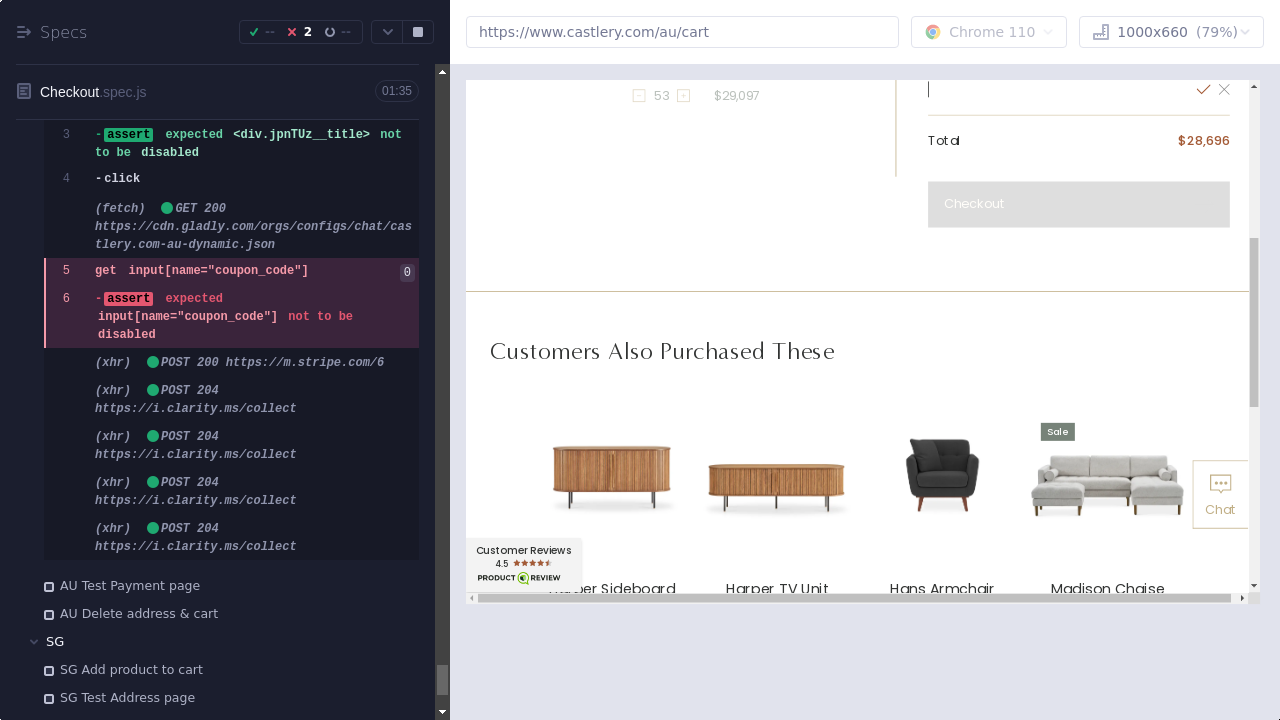 Specs
-- 2 --
Checkout.spec.js 01:35
3 -assert expected <div.jpnTUz__title> not
to be disabled
4 -click
(fetch) GET 200
https://cdn.gladly.com/orgs/configs/chat/cas
tlery.com-au-dynamic.json
5 get input[name="coupon_code"] 0
6 -assert expected
input[name="coupon_code"] not to be
disabled
(xhr) POST 200 https://m.stripe.com/6
(xhr) POST 204
https://i.clarity.ms/collect
(xhr) POST 204
https://i.clarity.ms/collect
(xhr) POST 204
https://i.clarity.ms/collect
(xhr) POST 204
https://i.clarity.ms/collect
AU Test Payment page
AU Delete address & cart
SG
SG Add product to cart
SG Test Address page
https://www.castlery.com/au/cart
Chrome 110
1000x660 (79%)
53 $29,097
Total $28,696
Checkout
Customers Also Purchased These
Sale
Chat
Customer Reviews
4.5
PRODUCT REVIEW
Harper Sideboard
Harper TV Unit
Hans Armchair
Madison Chaise